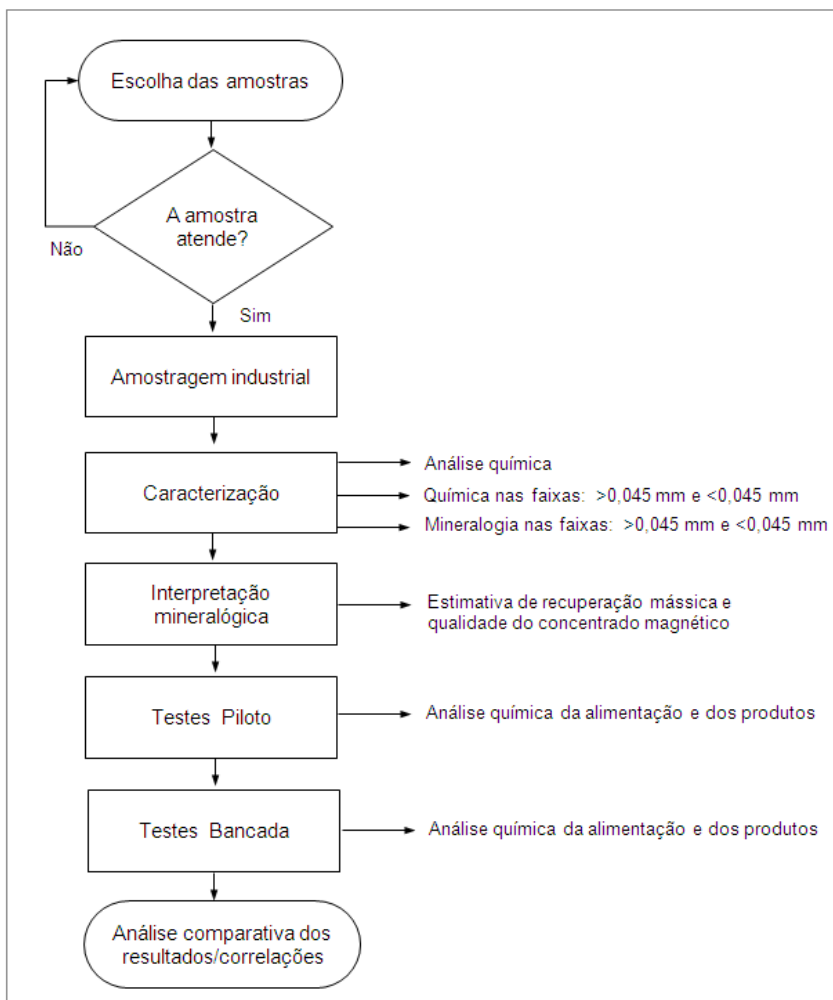 Escolha das amostras
A amostra
atende?
Não
Sim
Amostragem industrial
Caracterização
Análise química
Química nas faixas: >0,045 mm e <0,045 mm
Mineralogia nas faixas: >0,045 mm e <0,045 mm
Interpretação
mineralógica
Estimativa de recuperação mássica e
qualidade do concentrado magnético
Testes Piloto
Análise química da alimentação e dos produtos
Testes Bancada
Análise química da alimentação e dos produtos
Análise comparativa dos
resultados/correlações